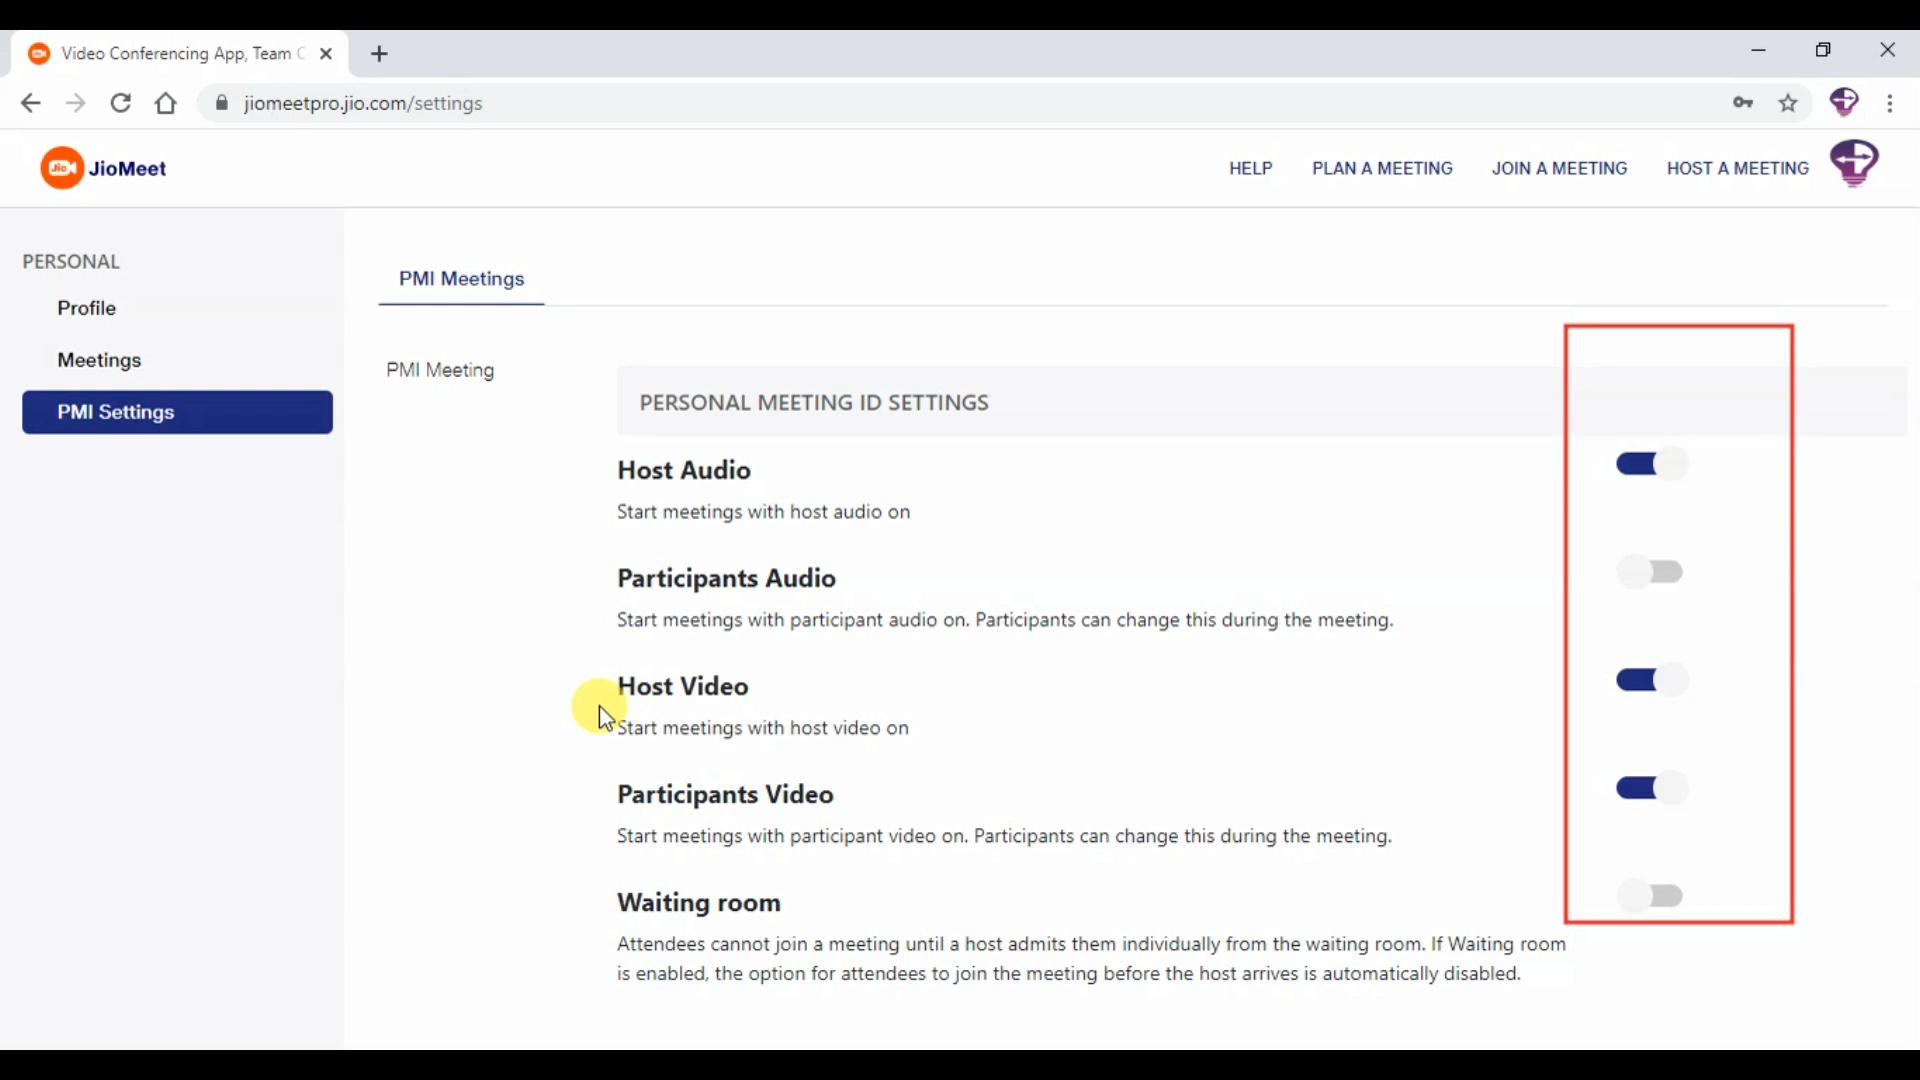 Video Conferencing App, Team C
jiomeetpro.jio.com/settings
Jio JioMeet
HELP PLAN A MEETING JOIN A MEETING HOST A MEETING
PERSONAL
Profile
Meetings
PMI Settings
PMI Meetings
PMI Meeting
PERSONAL MEETING ID SETTINGS
Host Audio
Start meetings with host audio on
Participants Audio
Start meetings with participant audio on. Participants can change this during the meeting.
Host Video
Start meetings with host video on
Participants Video
Start meetings with participant video on. Participants can change this during the meeting.
Waiting room
Attendees cannot join a meeting until a host admits them individually from the waiting room. If Waiting room
is enabled, the option for attendees to join the meeting before the host arrives is automatically disabled.